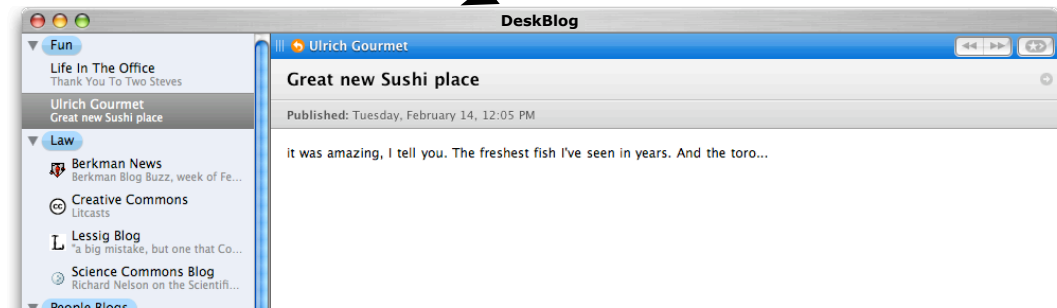 DeskBlog
Fun
Life In The Office
Thank You To Two Steves
Ulrich Gourmet
Great new Sushi place
Law
Berkman News
Berkman Blog Buzz, week of Fe...
cc
Creative Commons
Litcasts
L
Lessig Blog
"a big mistake, but one that Co...
Science Commons Blog
Richard Nelson on the Scientifi...
People Blogs
Ulrich Gourmet
Great new Sushi place
Published: Tuesday, February 14, 12:05 PM
it was amazing, I tell you. The freshest fish I've seen in years. And the toro...